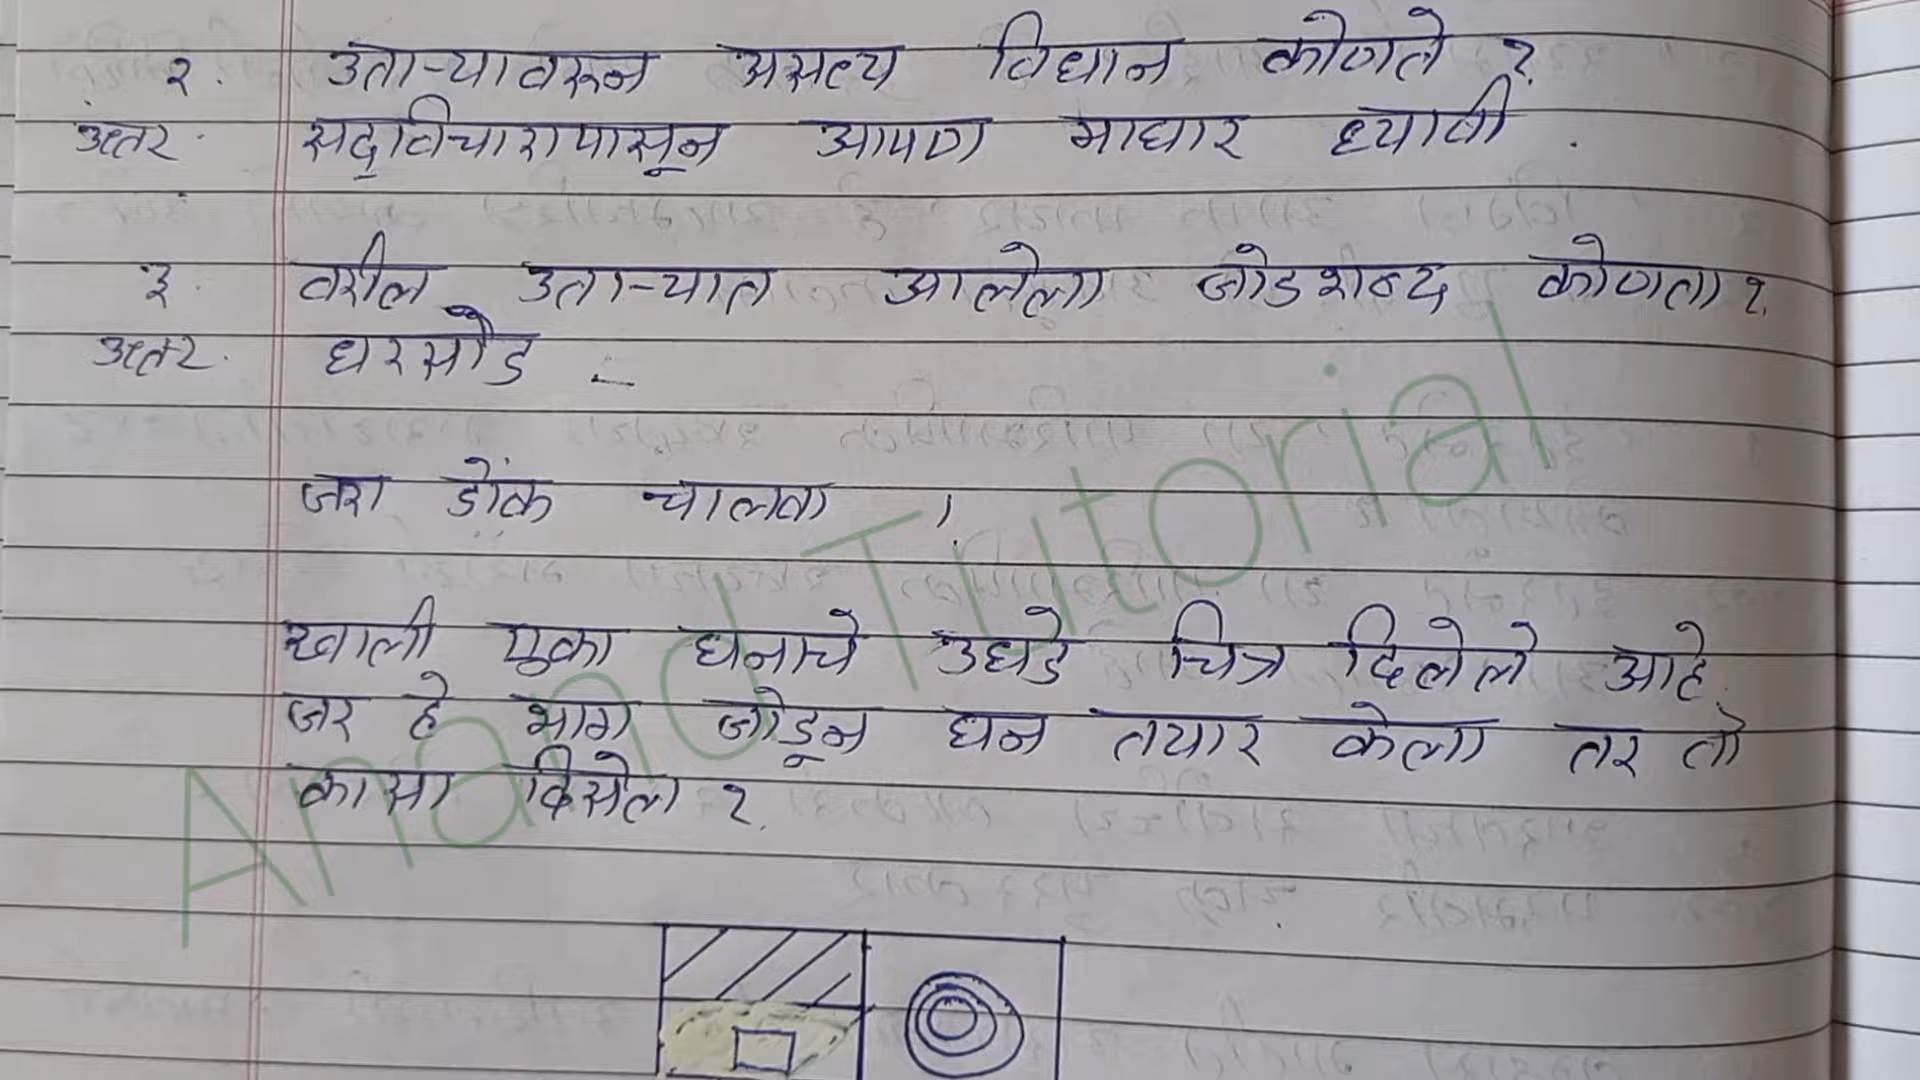 २. उताऱ्यावरून असत्य विधान कोणते ?
उत्तर. सद्विचारापासून आपण माघार घ्यावी .
३. वरील उताऱ्यात आलेला जोडशब्द कोणता ?
उत्तर. धरसोड -
जरा डोकं चालवा ,
खाली एका घनाचे उघडे चित्र दिलेले आहे.
जर हे भाग जोडून घन तयार केला तर तो
कसा दिसेल ?
Anand Tutorial